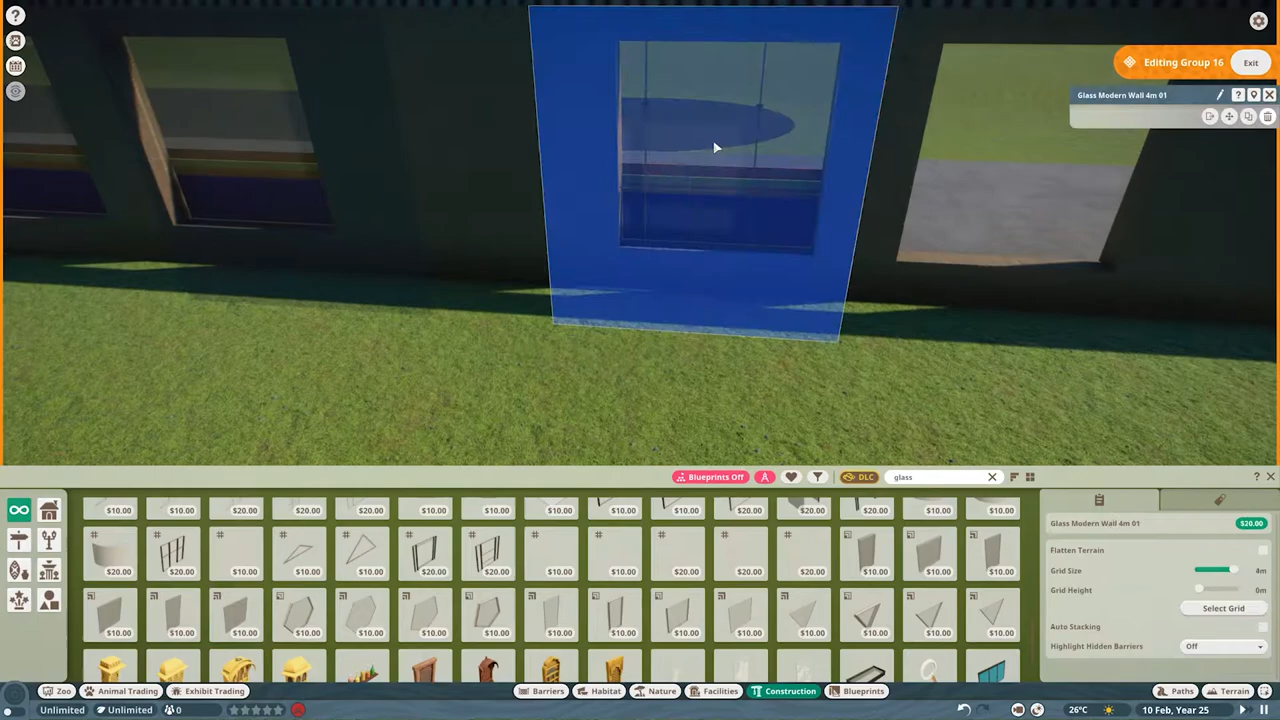 ?
Editing Group 16
Exit
Glass Modern Wall 4m 01
?
Blueprints Off
DLC
glass
?
$10.00 $10.00 $20.00 $20.00 $10.00 $10.00 $10.00 $10.00 $10.00 $10.00 $10.00 $10.00 $10.00 $10.00 $10.00
$20.00 $20.00 $10.00 $10.00 $10.00 $20.00 $20.00 $10.00 $10.00 $20.00 $20.00 $20.00 $10.00 $10.00 $10.00
$10.00 $10.00 $10.00 $10.00 $10.00 $10.00 $10.00 $10.00 $10.00 $10.00 $10.00 $10.00 $10.00 $10.00 $10.00
Glass Modern Wall 4m 01
$20.00
Flatten Terrain
Grid Size
4m
Grid Height
0m
Select Grid
Auto Stacking
Highlight Hidden Barriers
Off
Zoo Animal Trading Exhibit Trading Barriers Habitat Nature Facilities Construction Blueprints Paths Terrain
Unlimited Unlimited 0 26°C 10 Feb, Year 25